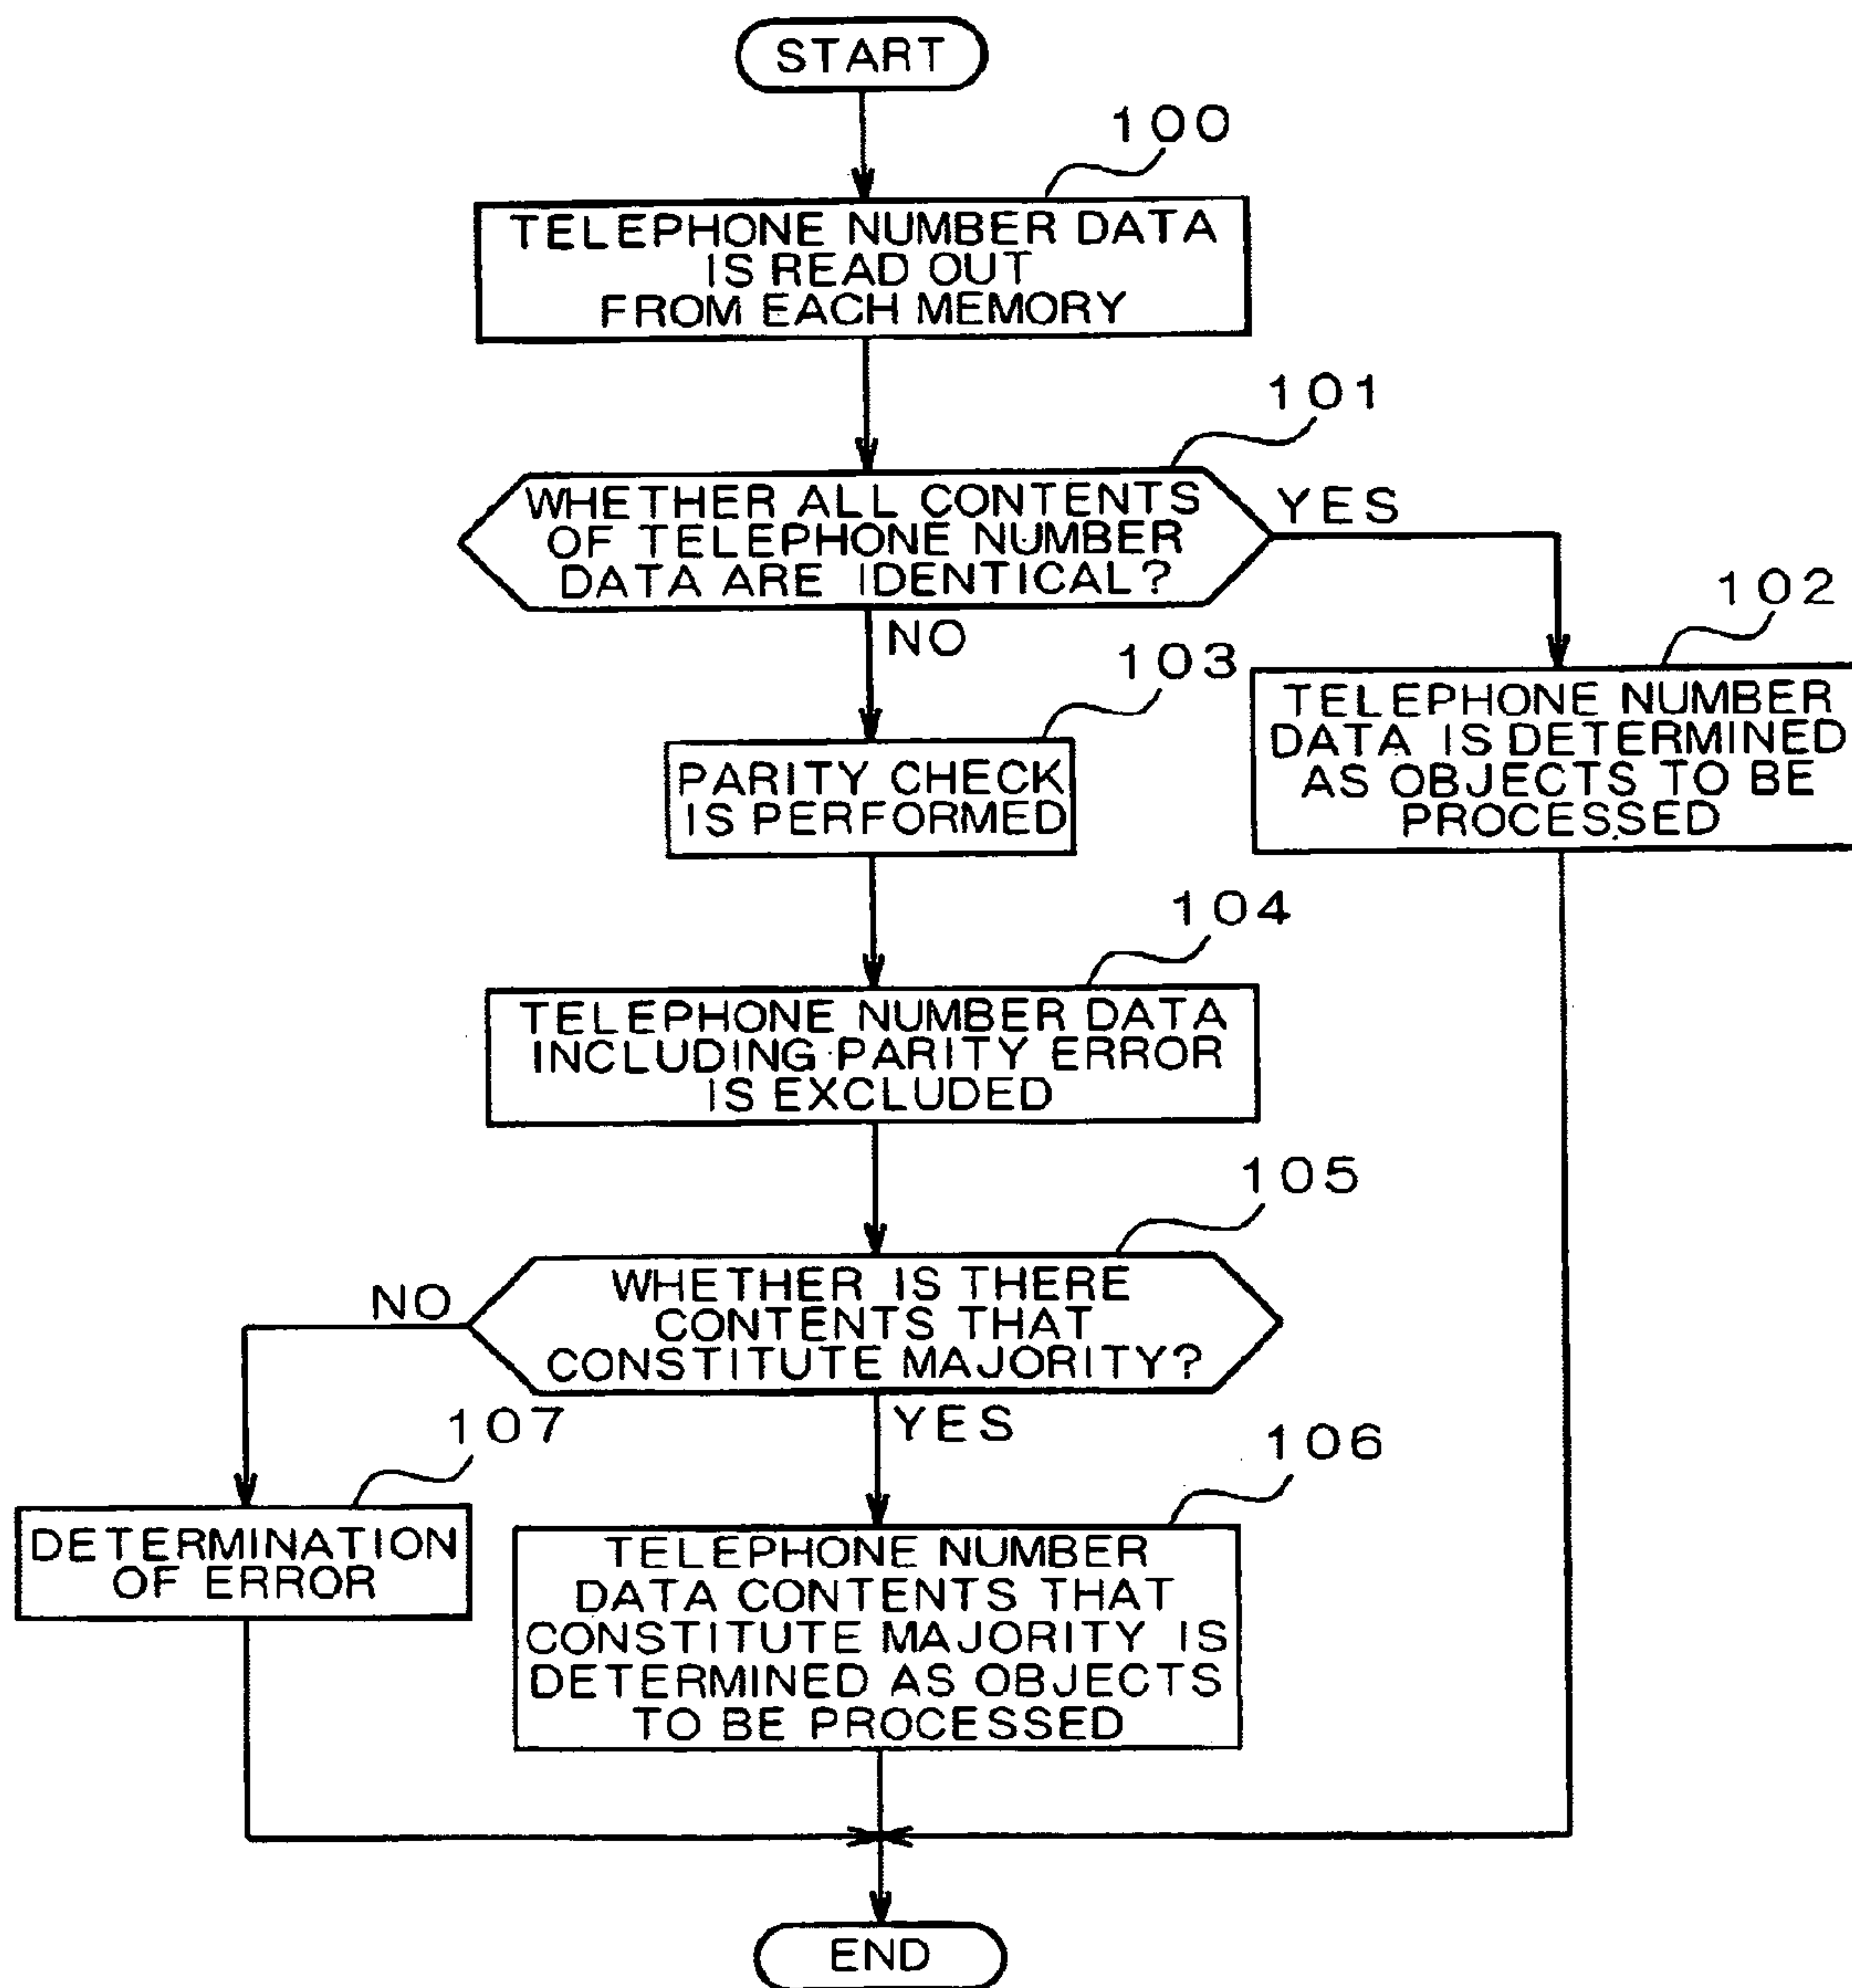 START
100
TELEPHONE NUMBER DATA
IS READ OUT
FROM EACH MEMORY
101
WHETHER ALL CONTENTS
OF TELEPHONE NUMBER
DATA ARE IDENTICAL?
YES
NO
102
TELEPHONE NUMBER
DATA IS DETERMINED
AS OBJECTS TO BE
PROCESSED
103
PARITY CHECK
IS PERFORMED
104
TELEPHONE NUMBER DATA
INCLUDING PARITY ERROR
IS EXCLUDED
105
WHETHER IS THERE
CONTENTS THAT
CONSTITUTE MAJORITY?
NO
YES
107
DETERMINATION
OF ERROR
106
TELEPHONE NUMBER
DATA CONTENTS THAT
CONSTITUTE MAJORITY IS
DETERMINED AS OBJECTS
TO BE PROCESSED
END